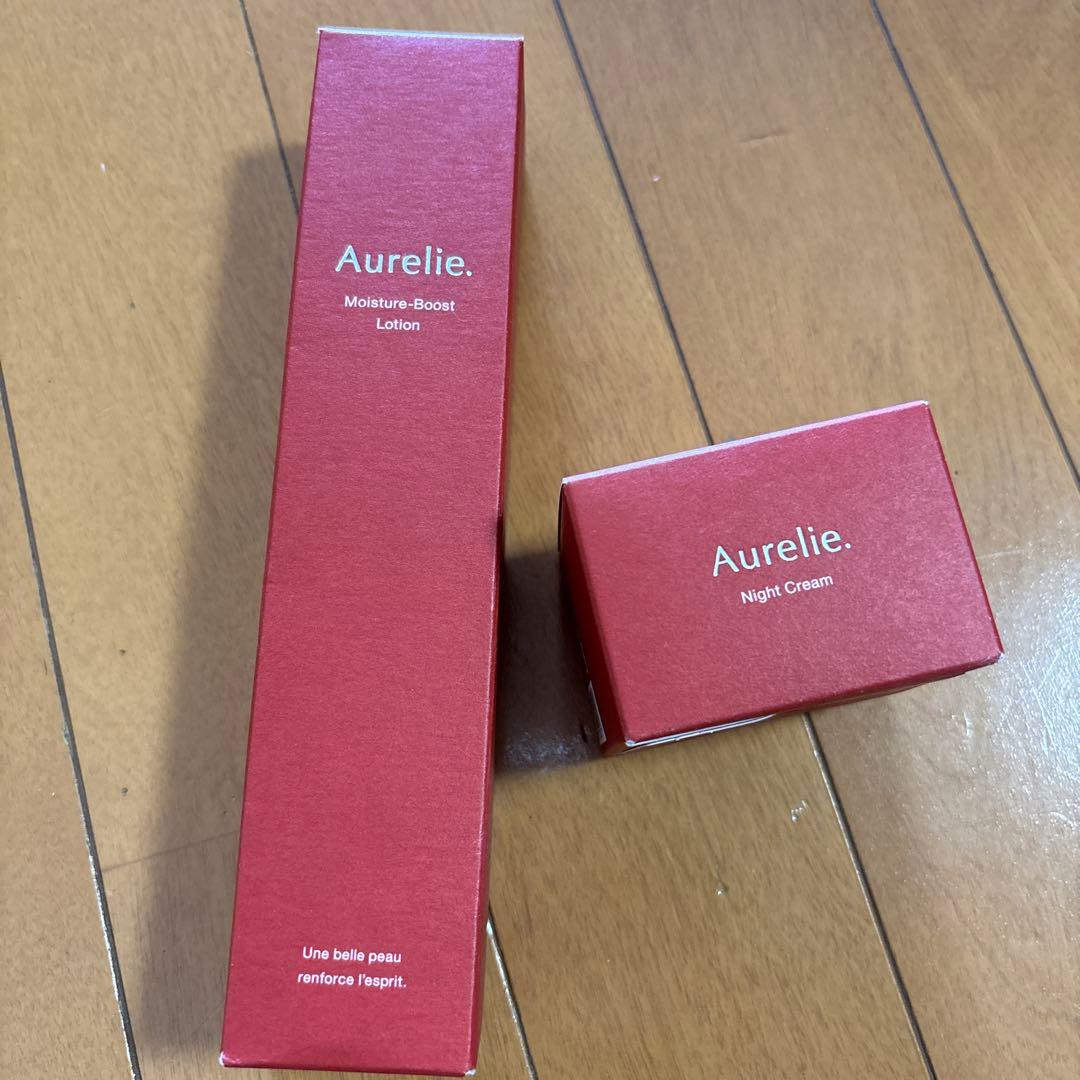 Aurelie.
Moisture-Boost
Lotion
Une belle peau
renforce l'esprit.
Aurelie.
Night Cream